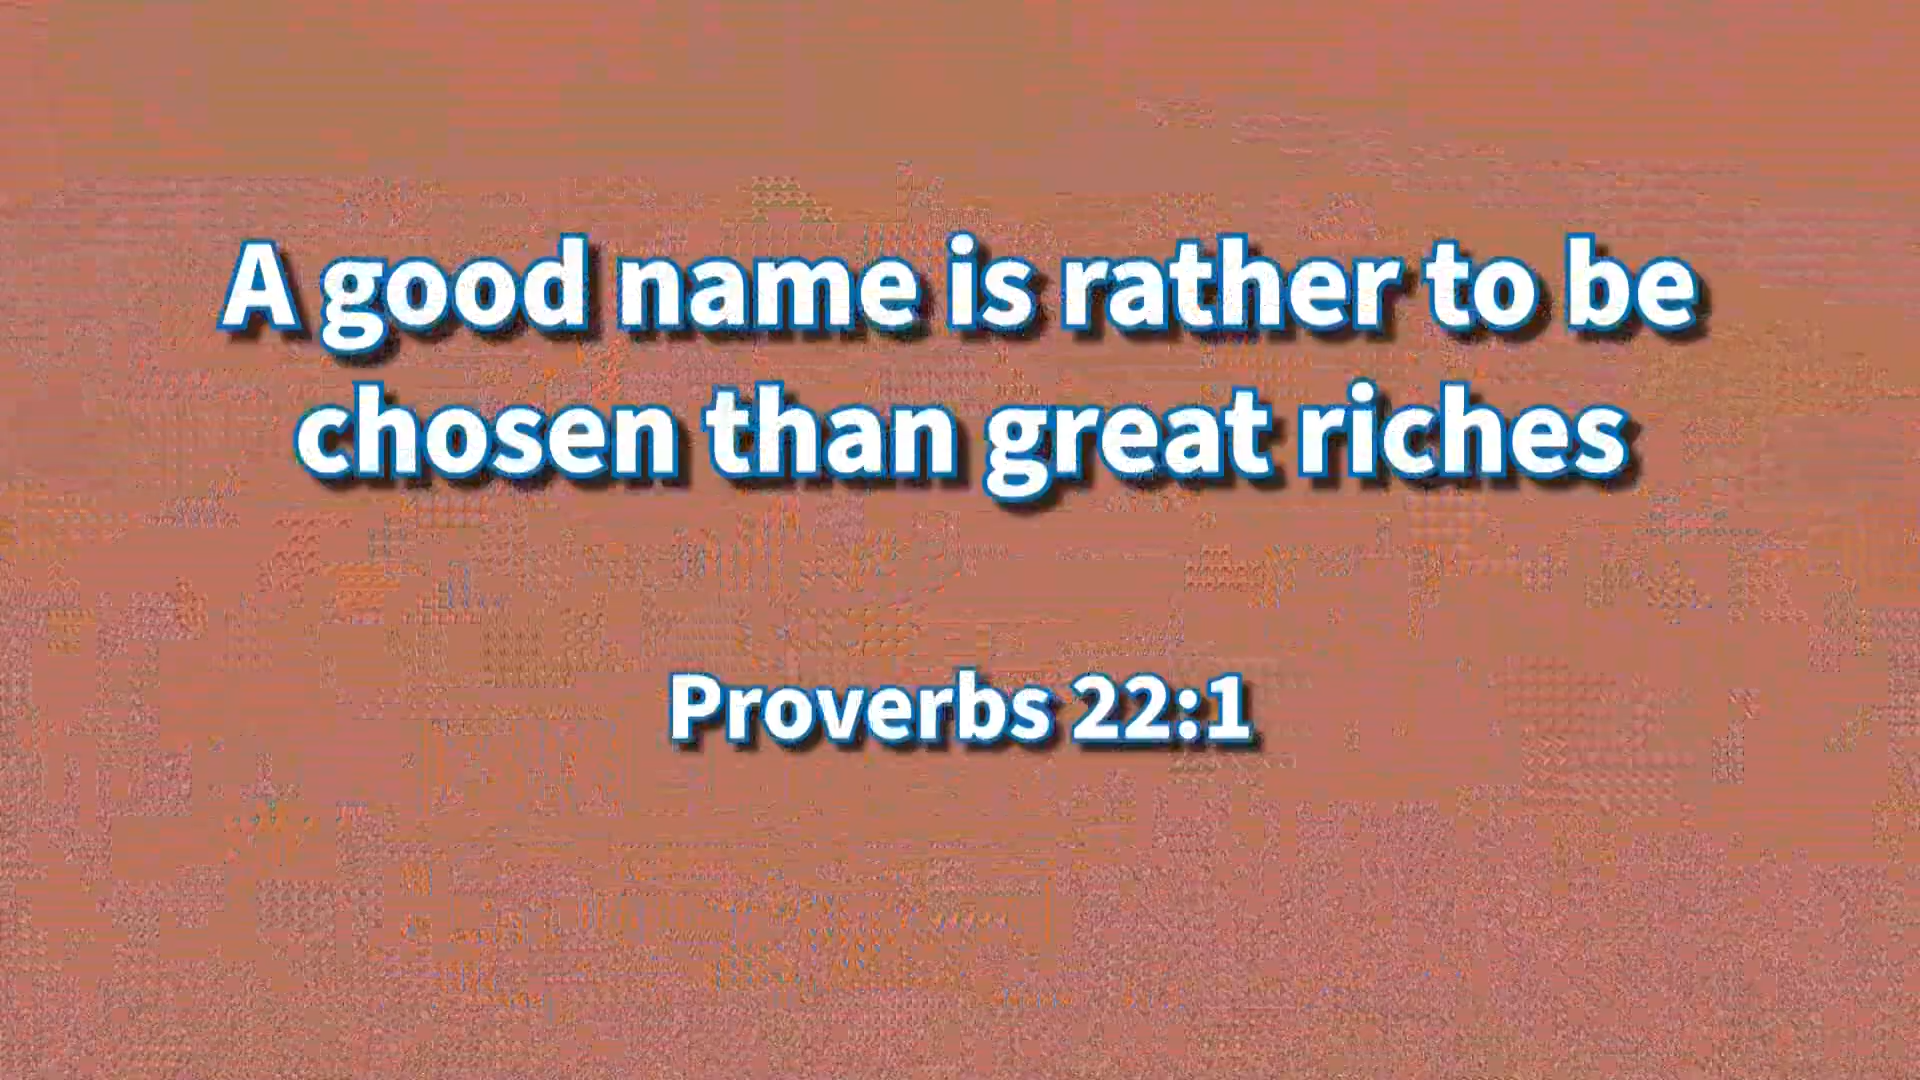 A good name is rather to be
chosen than great riches
Proverbs 22:1